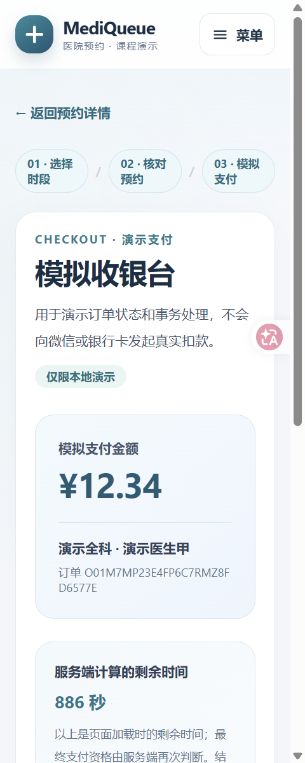 MediQueue
医院预约 · 课程演示
菜单
← 返回预约详情
01 · 选择
时段
/
02 · 核对
预约
/
03 · 模拟
支付
CHECKOUT · 演示支付
模拟收银台
用于演示订单状态和事务处理，不会
向微信或银行卡发起真实扣款。
仅限本地演示
模拟支付金额
¥12.34
演示全科 · 演示医生甲
订单 O01M7MP23E4FP6C7RMZ8F
D6577E
服务端计算的剩余时间
886 秒
以上是页面加载时的剩余时间；最
终支付资格由服务端再次判断。结